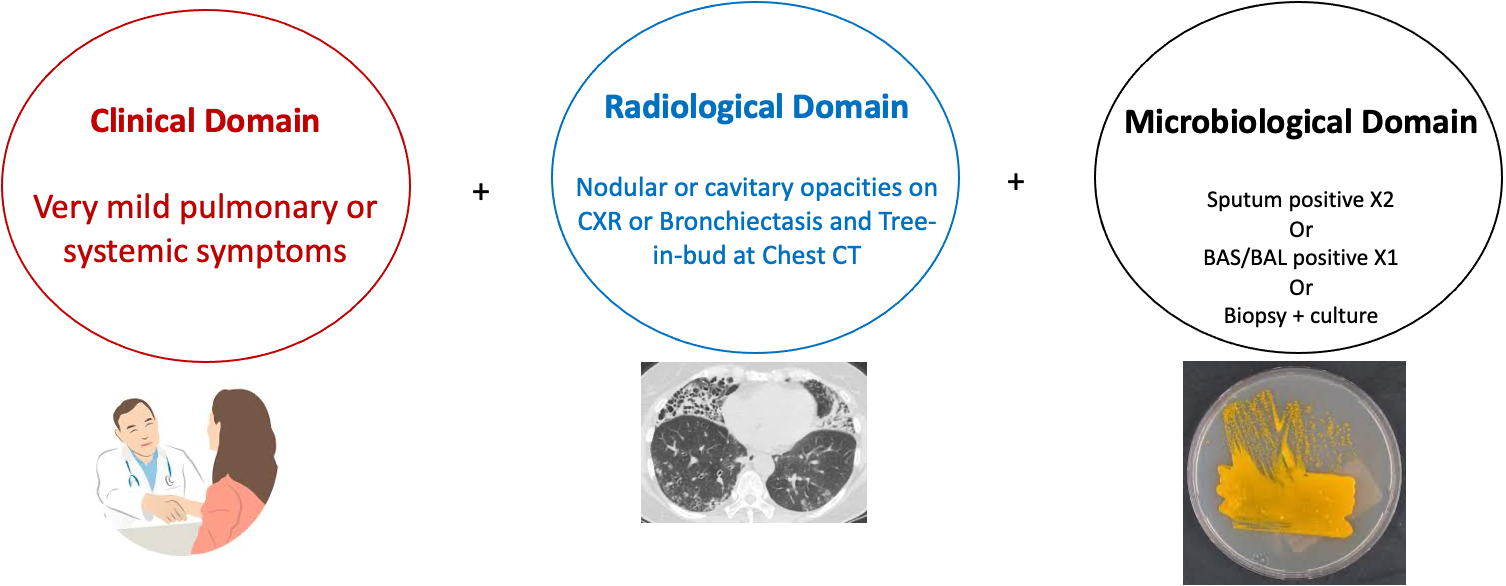 Clinical Domain
Very mild pulmonary or
systemic symptoms
+
Radiological Domain
Nodular or cavitary opacities on
CXR or Bronchiectasis and Tree-
in-bud at Chest CT
+
Microbiological Domain
Sputum positive X2
Or
BAS/BAL positive X1
Or
Biopsy + culture